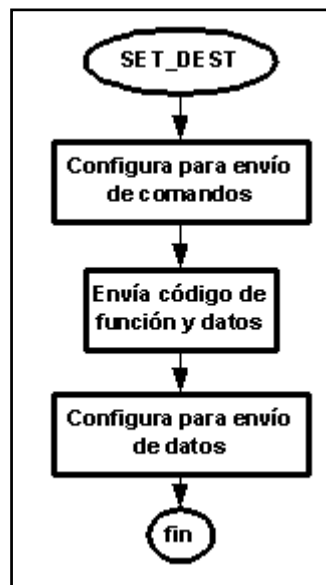 SET_DEST
Configura para envío
de comandos
Envía código de
función y datos
Configura para envío
de datos
fin